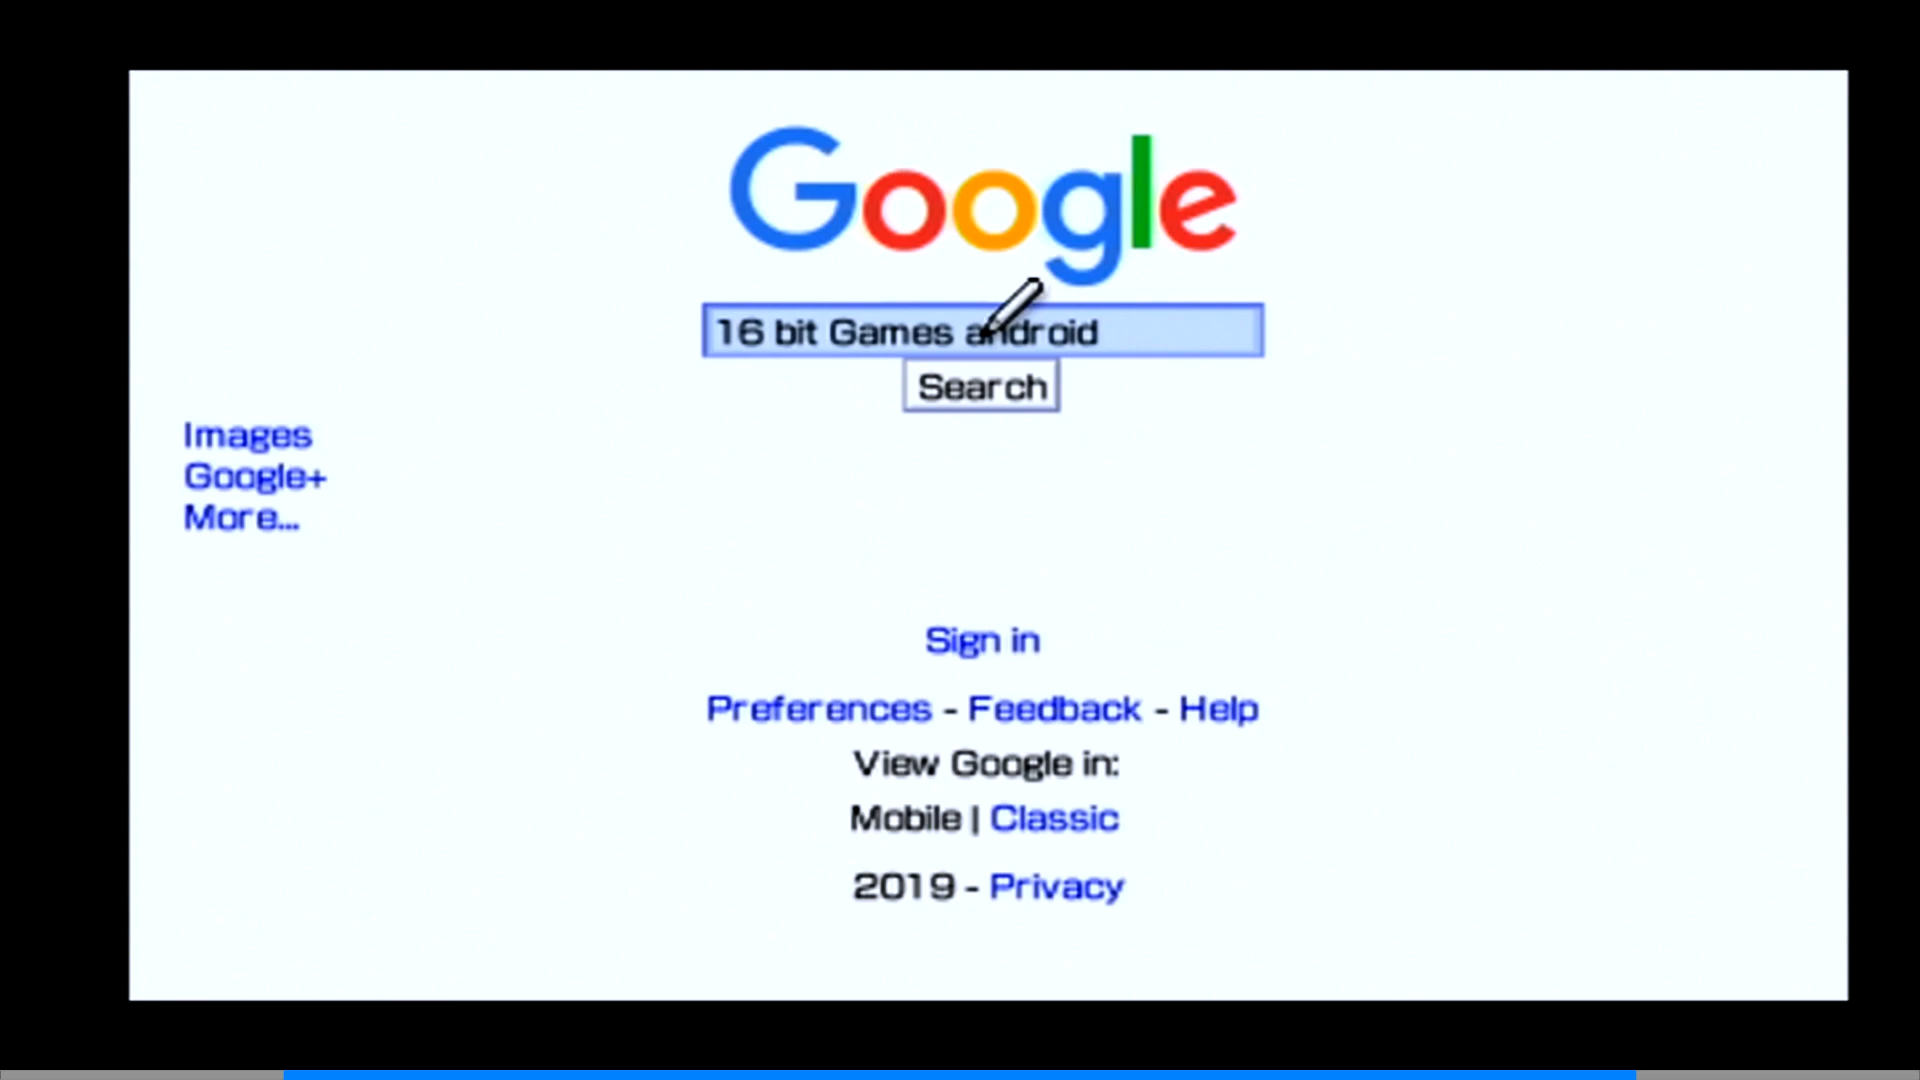 Google
16 bit Games android
Search
Images
Google+
More...
Sign in
Preferences - Feedback - Help
View Google in:
Mobile | Classic
2019 - Privacy